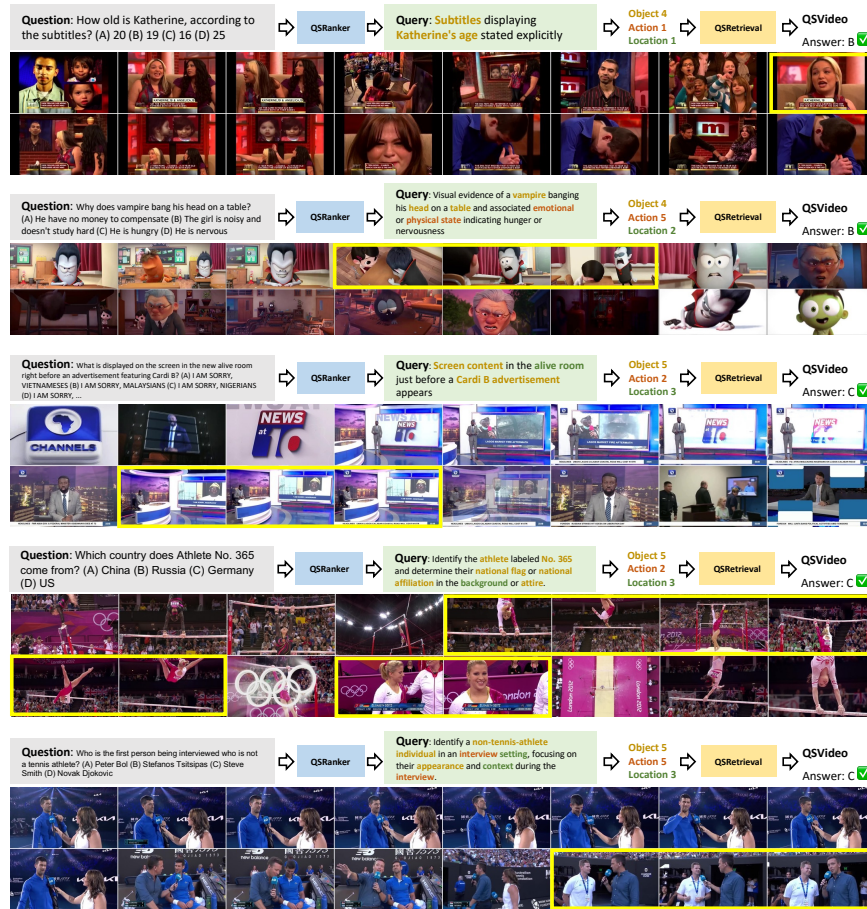 Question: How old is Katherine, according to
the subtitles? (A) 20 (B) 19 (C) 16 (D) 25
QSRanker
Query: Subtitles displaying
Katherine's age stated explicitly
Object 4
Action 1
Location 1
QSRetrieval
QSVideo
Answer: B
Question: Why does vampire bang his head on a table?
(A) He have no money to compensate (B) The girl is noisy and
doesn't study hard (C) He is hungry (D) He is nervous
QSRanker
Query: Visual evidence of a vampire banging
his head on a table and associated emotional
or physical state indicating hunger or
nervousness
Object 4
Action 5
Location 2
QSRetrieval
QSVideo
Answer: B
Question: What is displayed on the screen in the new alive room
right before an advertisement featuring Cardi B? (A) I AM SORRY,
VIETNAMESES (B) I AM SORRY, MALAYSIANS (C) I AM SORRY, NIGERIANS
(D) I AM SORRY, ...
QSRanker
Query: Screen content in the alive room
just before a Cardi B advertisement
appears
Object 5
Action 2
Location 3
QSRetrieval
QSVideo
Answer: C
CHANNELS
NEWS
at
Question: Which country does Athlete No. 365
come from? (A) China (B) Russia (C) Germany
(D) US
QSRanker
Query: Identify the athlete labeled No. 365
and determine their national flag or national
affiliation in the background or attire.
Object 5
Action 2
Location 3
QSRetrieval
QSVideo
Answer: C
Question: Who is the first person being interviewed who is not
a tennis athlete? (A) Peter Bol (B) Stefanos Tsitsipas (C) Steve
Smith (D) Novak Djokovic
QSRanker
Query: Identify a non-tennis-athlete
individual in an interview setting, focusing on
their appearance and context during the
interview.
Object 5
Action 5
Location 3
QSRetrieval
QSVideo
Answer: C
new balance